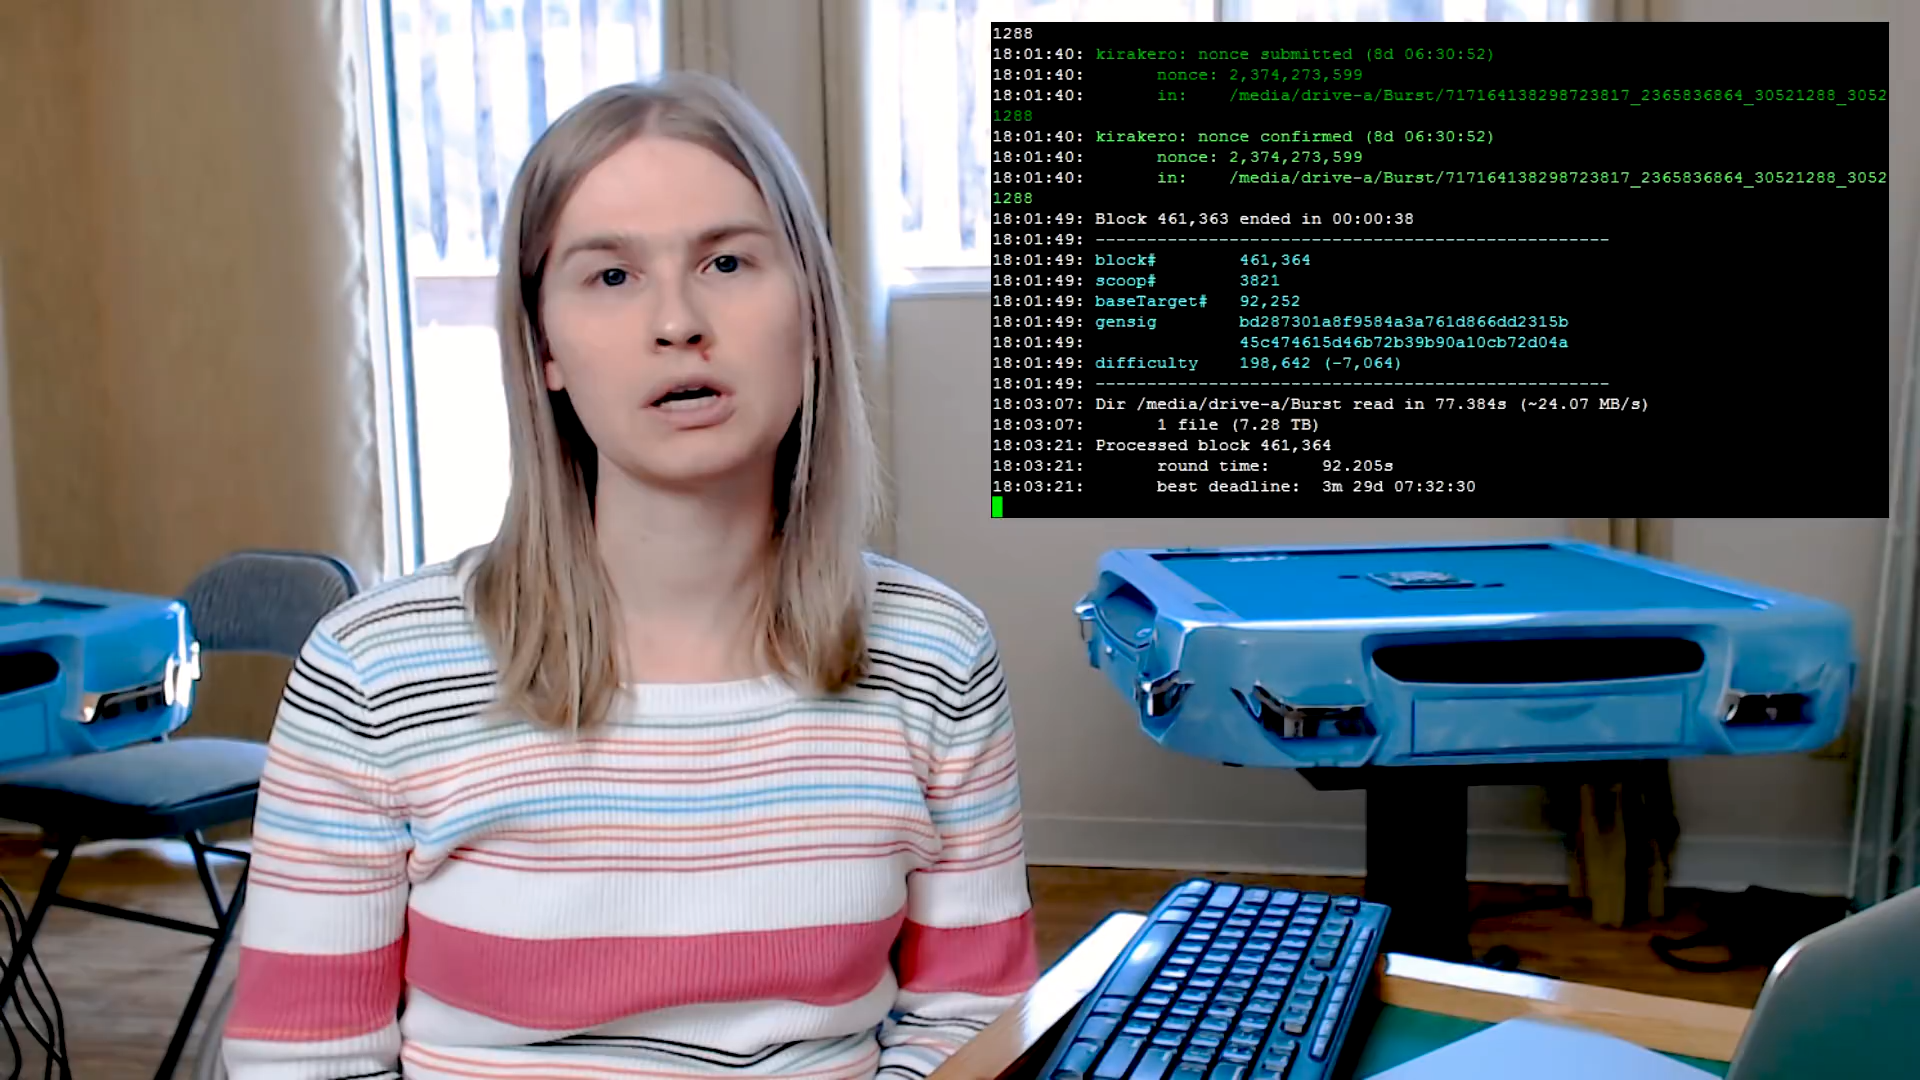 1288
18:01:40: kirakero: nonce submitted (8d 06:30:52)
18:01:40: nonce: 2,374,273,599
18:01:40: in: /media/drive-a/Burst/717164138298723817_2365836864_30521288_3052
1288
18:01:40: kirakero: nonce confirmed (8d 06:30:52)
18:01:40: nonce: 2,374,273,599
18:01:40: in: /media/drive-a/Burst/717164138298723817_2365836864_30521288_3052
1288
18:01:49: Block 461,363 ended in 00:00:38
18:01:49: --------------------------------------------------
18:01:49: block# 461,364
18:01:49: scoop# 3821
18:01:49: baseTarget# 92,252
18:01:49: gensig bd287301a8f9584a3a761d866dd2315b
18:01:49: 45c474615d46b72b39b90a10cb72d04a
18:01:49: difficulty 198,642 (-7,064)
18:01:49: --------------------------------------------------
18:03:07: Dir /media/drive-a/Burst read in 77.384s (~24.07 MB/s)
18:03:07: 1 file (7.28 TB)
18:03:21: Processed block 461,364
18:03:21: round time: 92.205s
18:03:21: best deadline: 3m 29d 07:32:30